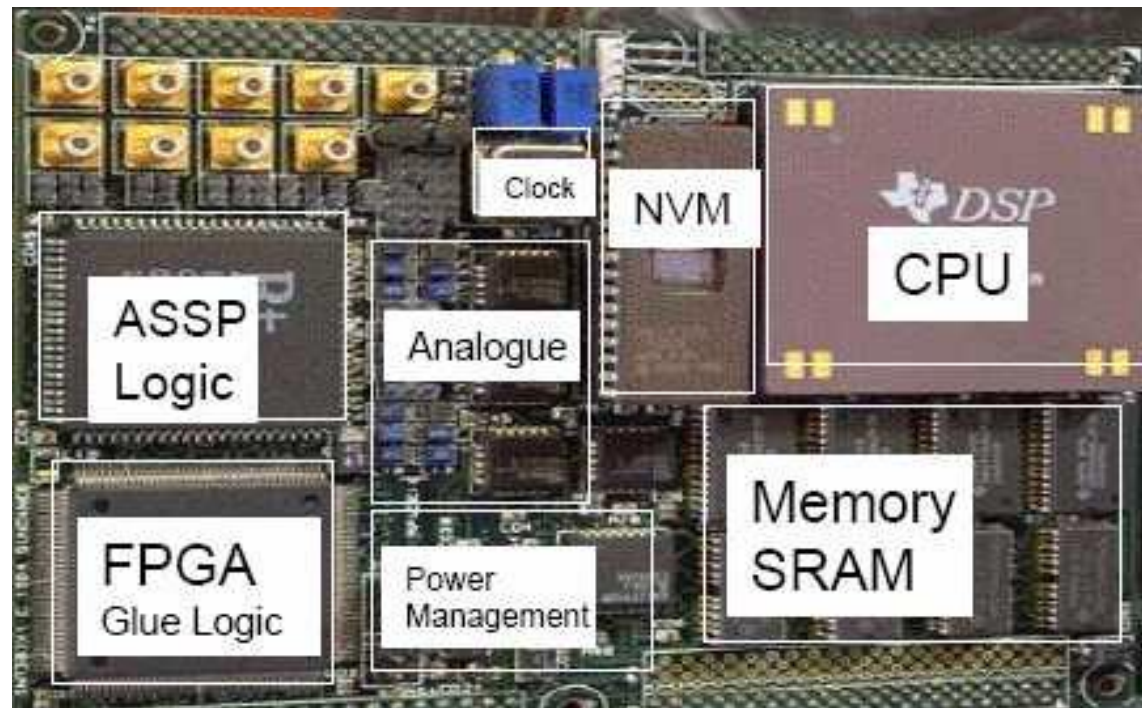 Clock
NVM
DSP
CPU
ASSP
Logic
Analogue
Memory
SRAM
FPGA
Glue Logic
Power
Management